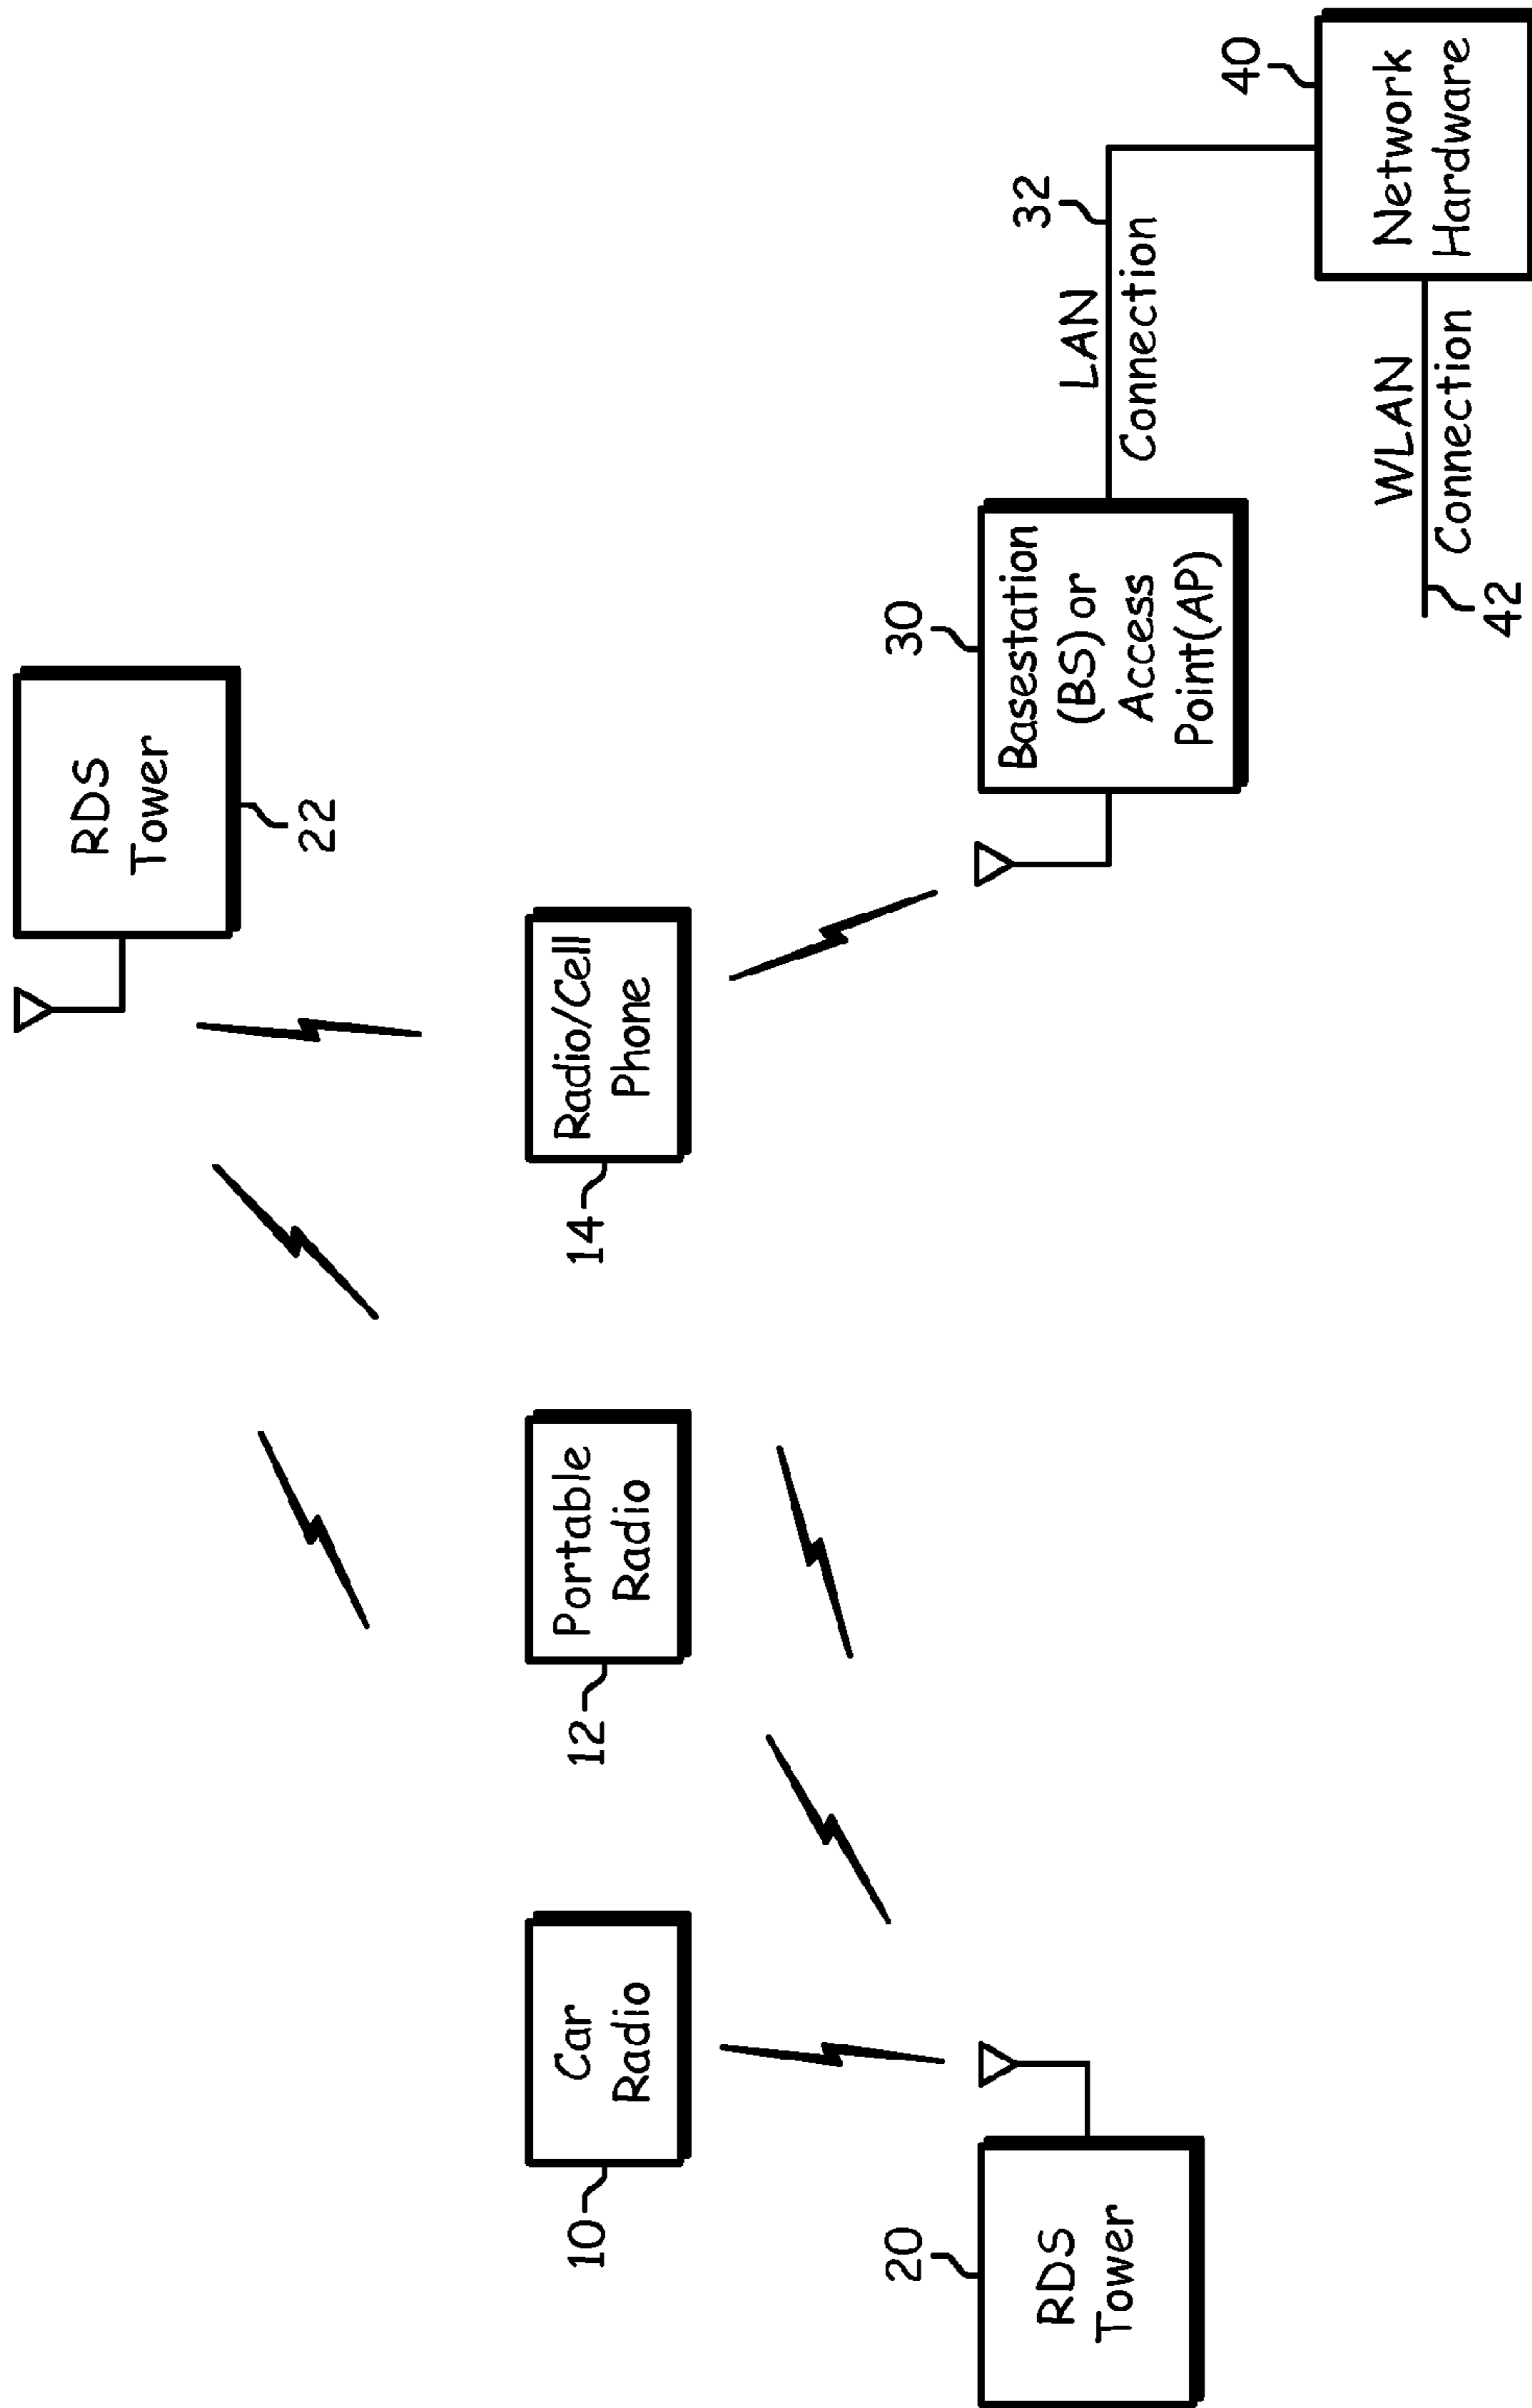 RDS
Tower
22
Car
Radio
10
Portable
Radio
12
Radio/Cell
Phone
14
20
RDS
Tower
30
Basestation
(BS) or
Access
Point(AP)
32
LAN
Connection
40
Network
Hardware
WLAN
Connection
42